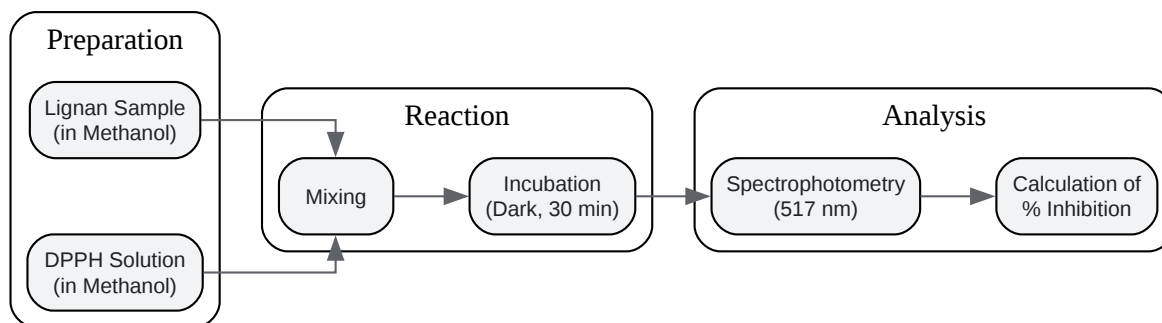 Preparation
Lignan Sample
(in Methanol)
DPPH Solution
(in Methanol)
Reaction
Mixing
Incubation
(Dark, 30 min)
Analysis
Spectrophotometry
(517 nm)
Calculation of
% Inhibition